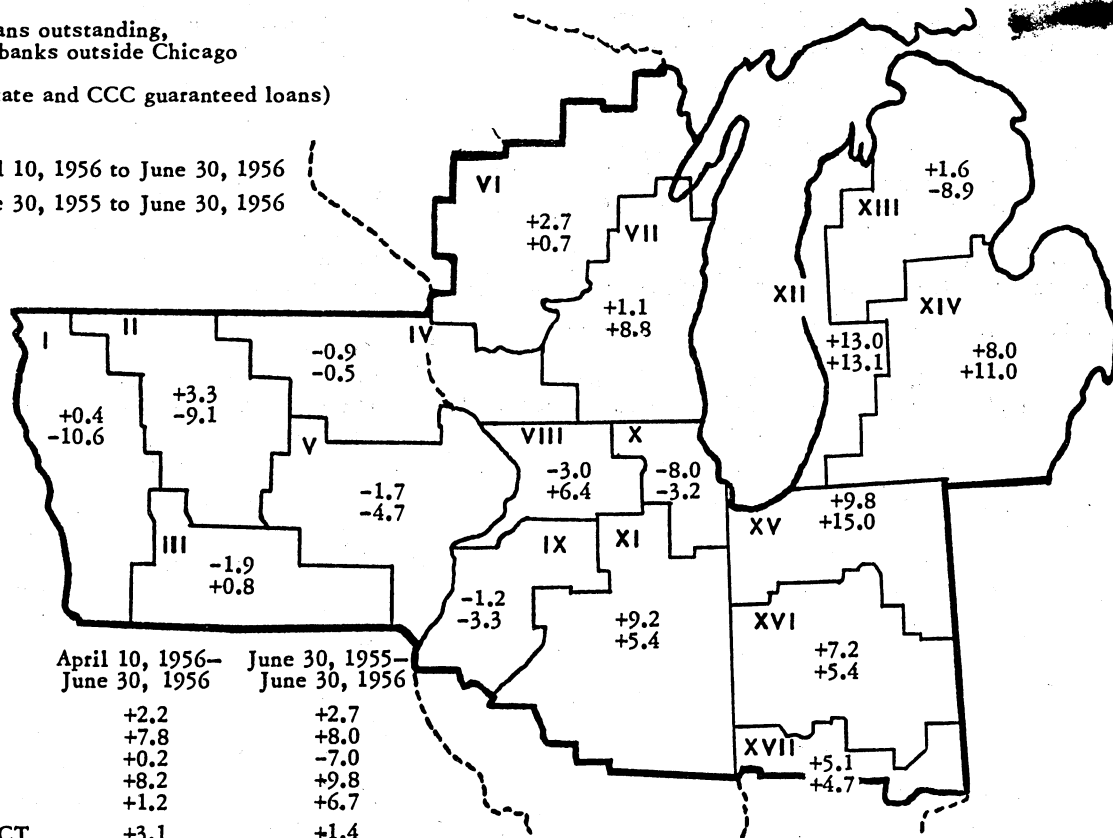 ans outstanding,
banks outside Chicago
ate and CCC guaranteed loans)
l 10, 1956 to June 30, 1956
e 30, 1955 to June 30, 1956
VI
+2.7
+0.7
VII
+1.1
+8.8
+1.6
-8.9
XIII
XII
XIV
+13.0
+13.1
+8.0
+11.0
I
II
IV
-0.9
-0.5
+0.4
-10.6
+3.3
-9.1
V
-1.7
-4.7
VIII
-3.0
+6.4
X
-8.0
-3.2
III
-1.9
+0.8
IX
-1.2
-3.3
XI
+9.2
+5.4
+9.8
+15.0
XV
XVI
+7.2
+5.4
XVII
+5.1
+4.7
April 10, 1956– June 30, 1955–
June 30, 1956 June 30, 1956
+2.2 +2.7
+7.8 +8.0
+0.2 -7.0
+8.2 +9.8
+1.2 +6.7
CT +3.1 +1.4